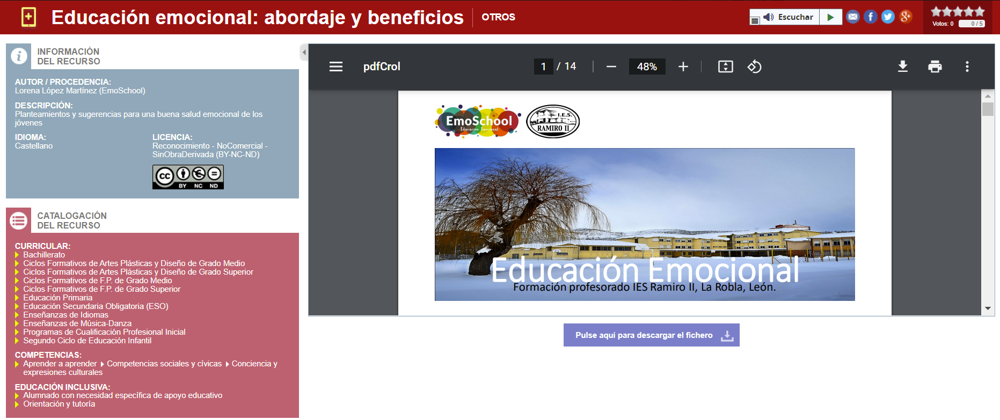 Educación emocional: abordaje y beneficios
OTROS
Escuchar
Votos: 0
0 / 5
INFORMACIÓN
DEL RECURSO
AUTOR / PROCEDENCIA:
Lorena López Martínez (EmoSchool)
DESCRIPCIÓN:
Planteamientos y sugerencias para una buena salud emocional de los
jóvenes
IDIOMA:
Castellano
LICENCIA:
Reconocimiento - NoComercial -
SinObraDerivada (BY-NC-ND)
cc
BY NC ND
CATALOGACIÓN
DEL RECURSO
CURRICULAR:
Bachillerato
Ciclos Formativos de Artes Plásticas y Diseño de Grado Medio
Ciclos Formativos de Artes Plásticas y Diseño de Grado Superior
Ciclos Formativos de F.P. de Grado Medio
Ciclos Formativos de F.P. de Grado Superior
Educación Primaria
Educación Secundaria Obligatoria (ESO)
Enseñanzas de Idiomas
Enseñanzas de Música-Danza
Programas de Cualificación Profesional Inicial
Segundo Ciclo de Educación Infantil
COMPETENCIAS:
Aprender a aprender Competencias sociales y cívicas Conciencia y
expresiones culturales
EDUCACIÓN INCLUSIVA:
Alumnado con necesidad específica de apoyo educativo
Orientación y tutoría
pdfCrol
1 / 14
48%
EmoSchool
Educación Emocional
I.E.S.
RAMIRO II
Educación Emocional
Formación profesorado IES Ramiro II, La Robla, León.
Pulse aquí para descargar el fichero